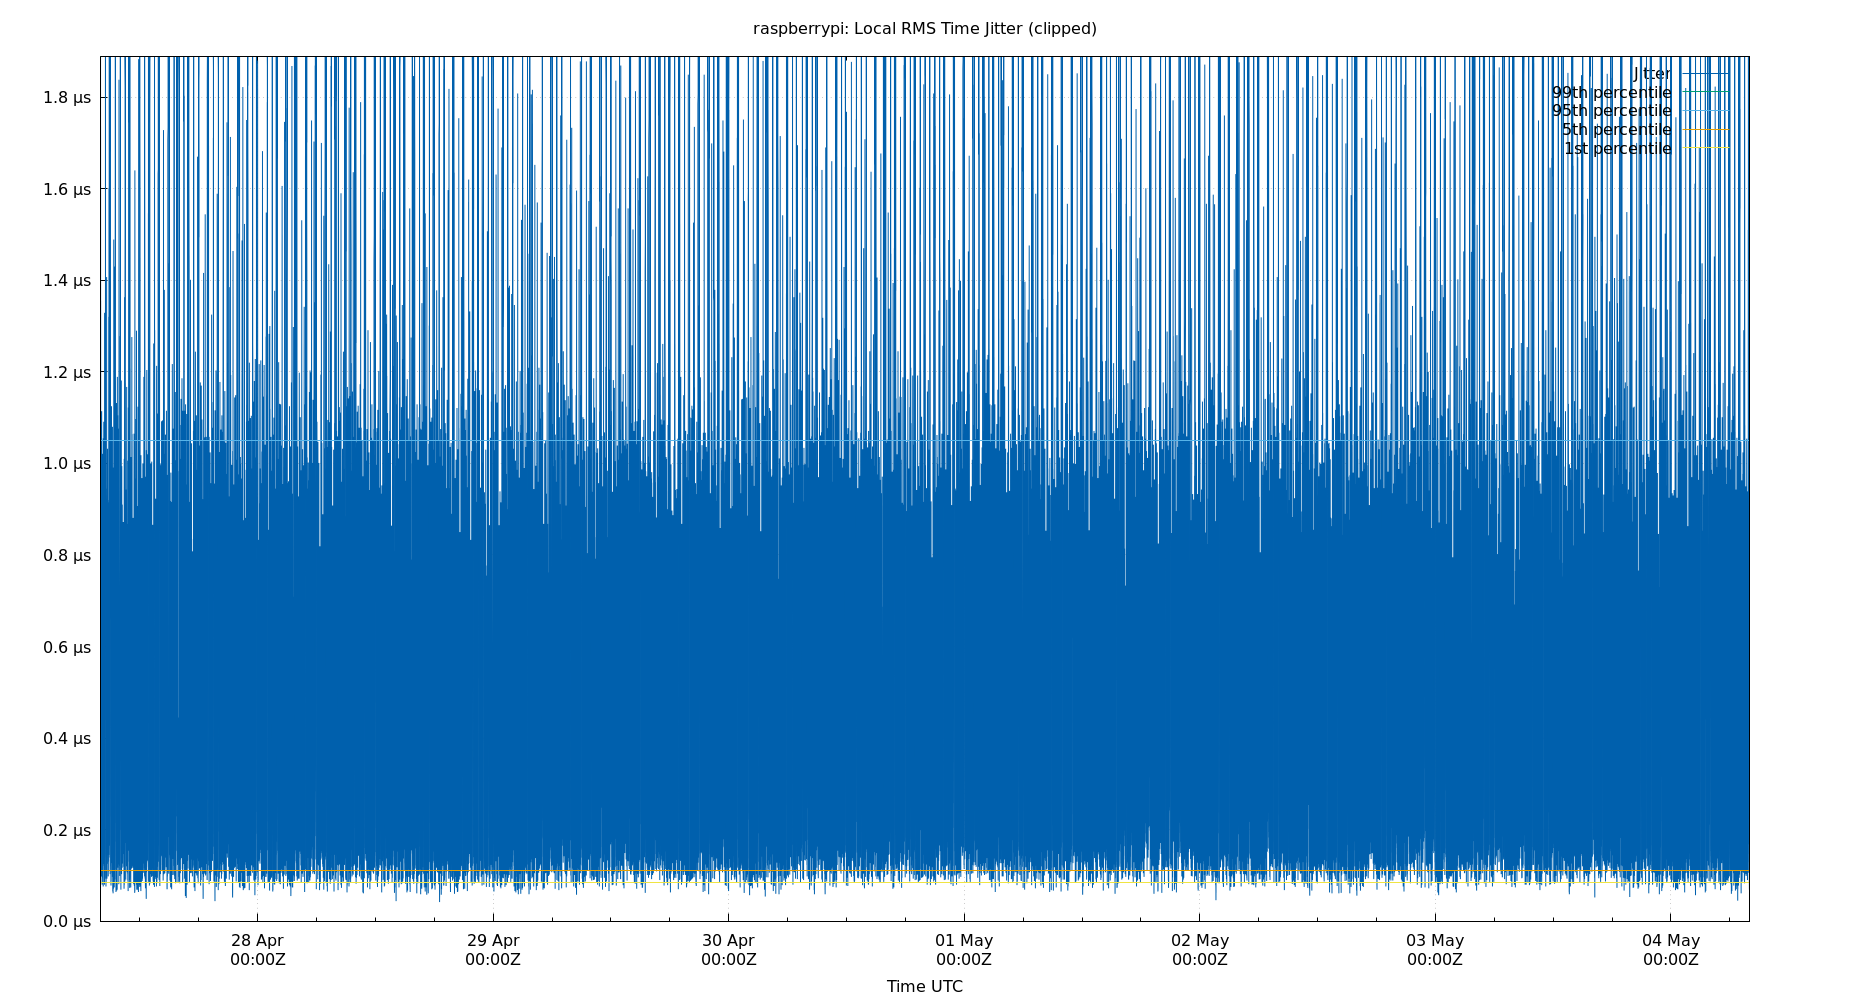 raspberrypi: Local RMS Time Jitter (clipped)
Jitter
99th percentile
95th percentile
5th percentile
1st percentile
1.8 µs
1.6 µs
1.4 µs
1.2 µs
1.0 µs
0.8 µs
0.6 µs
0.4 µs
0.2 µs
0.0 µs
28 Apr 29 Apr 30 Apr 01 May 02 May 03 May 04 May
00:00Z 00:00Z 00:00Z 00:00Z 00:00Z 00:00Z 00:00Z
Time UTC